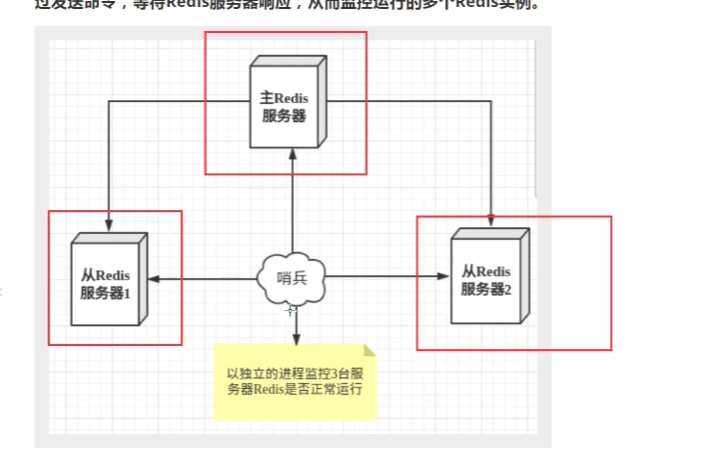 过发送命令，等待Redis服务器响应，从而监控运行的多个Redis实例。
主Redis
服务器
从Redis
服务器1
哨兵
从Redis
服务器2
以独立的进程监控3台服
务器Redis是否正常运行